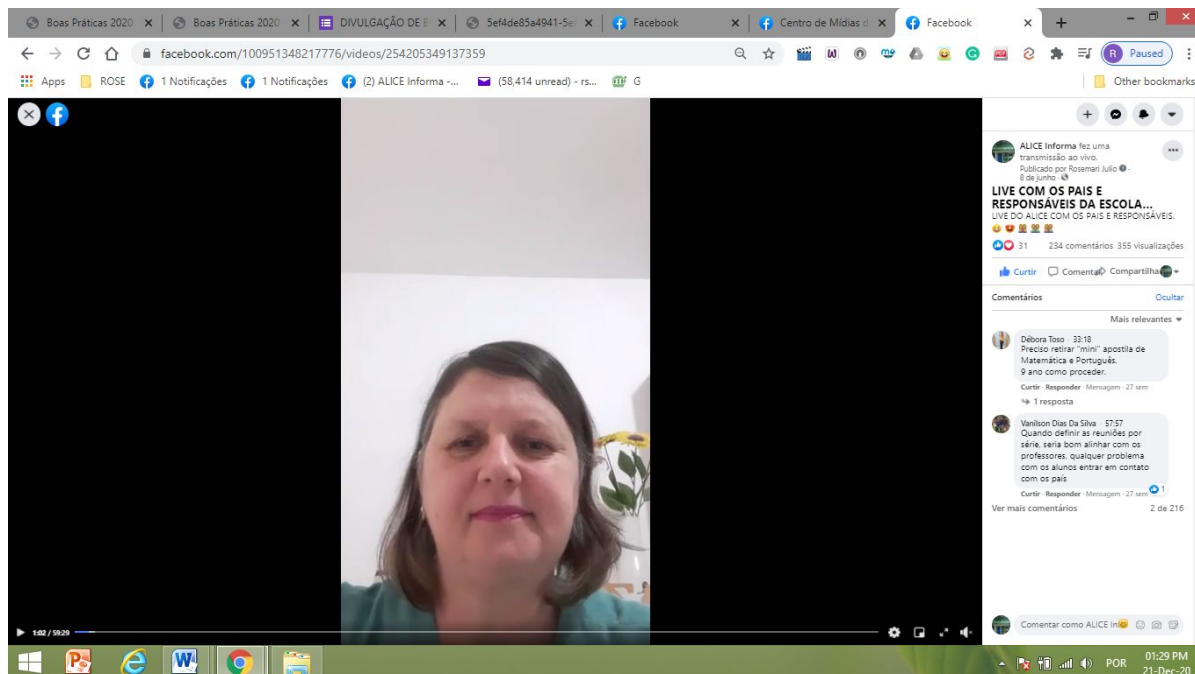 Boas Práticas 2020
Boas Práticas 2020
DIVULGAÇÃO DE B
5ef4de85a4941-5ef
Facebook
Centro de Mídias d
Facebook
facebook.com/100951348217776/videos/254205349137359
R Paused
Apps
ROSE
1 Notificações
1 Notificações
(2) ALICE Informa -...
(58,414 unread) - rs...
G
Other bookmarks
ALICE Informa fez uma
transmissão ao vivo.
Publicado por Rosemari Julio
8 de junho
LIVE COM OS PAIS E
RESPONSÁVEIS DA ESCOLA...
LIVE DO ALICE COM OS PAIS E RESPONSÁVEIS.
31 234 comentários 355 visualizações
Curtir Comentar Compartilhar
Comentários Ocultar
Mais relevantes
Débora Toso · 33:18
Preciso retirar "mini" apostila de
Matemática e Português.
9 ano como proceder.
Curtir · Responder · Mensagem · 27 sem
1 resposta
Vanilson Dias Da Silva · 57:57
Quando definir as reuniões por
série, seria bom alinhar com os
professores, qualquer problema
com os alunos entrar em contato
com os pais
Curtir · Responder · Mensagem · 27 sem
1
Ver mais comentários 2 de 216
1:02 / 59:29
Comentar como ALICE In
POR
01:29 PM
21-Dec-20